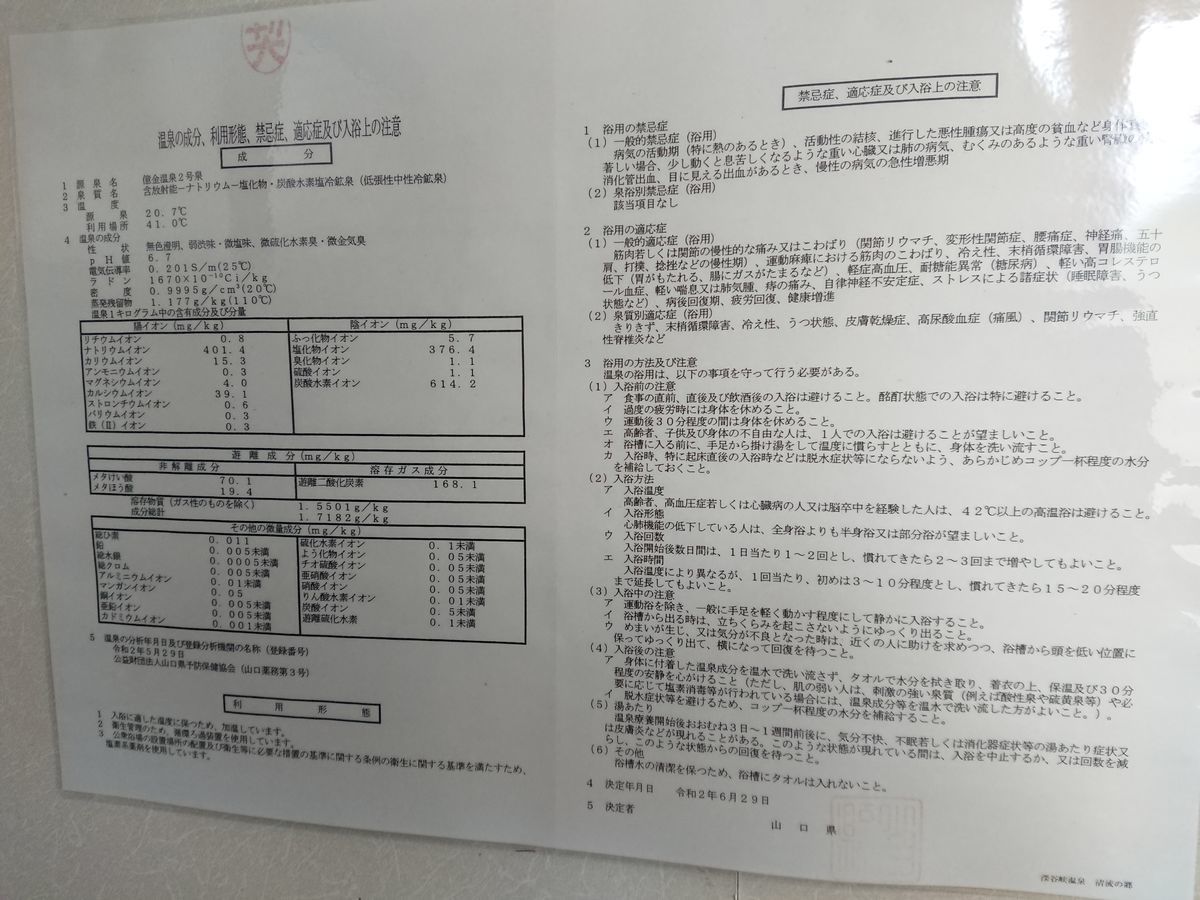 温泉の成分、利用形態、禁忌症、適応症及び入浴上の注意
成　　分
1　源泉名　億金温泉２号泉
2　泉質名　含放射能－ナトリウム－塩化物・炭酸水素塩冷鉱泉（低張性中性冷鉱泉）
3　温度
源泉　２０．７℃
利用場所　４１．０℃
4　温泉の成分
性状　無色澄明、弱渋味・微塩味、微硫化水素臭・微金気臭
ｐＨ値　６．７
電気伝導率　０．２０１Ｓ/ｍ(25℃)
ラドン　１６７０×１０⁻¹⁰Ｃｉ/ｋｇ
密度　０．９９９５ｇ/ｃｍ³(20℃)
蒸発残留物　１．１７７ｇ/ｋｇ(110℃)
温泉１キログラム中の含有成分及び分量
陽イオン（ｍｇ/ｋｇ）　陰イオン（ｍｇ/ｋｇ）
リチウムイオン　０．８　ふっ化物イオン　５．７
ナトリウムイオン　４０１．４　塩化物イオン　３７６．４
カリウムイオン　１５．３　臭化物イオン　１．１
アンモニウムイオン　０．３　硫酸イオン　１．１
マグネシウムイオン　４．０　炭酸水素イオン　６１４．２
カルシウムイオン　３９．１
ストロンチウムイオン　０．６
バリウムイオン　０．３
鉄（Ⅱ）イオン　０．３
遊離成分（ｍｇ/ｋｇ）
非解離成分　溶存ガス成分
メタけい酸　７０．１　遊離二酸化炭素　１６８．１
メタほう酸　１９．４
溶存物質（ガス性のものを除く）　１．５５０１ｇ/ｋｇ
成分総計　１．７１８２ｇ/ｋｇ
その他の微量成分（ｍｇ/ｋｇ）
総ひ素　０．０１１　硫化水素イオン　０．１未満
鉛　０．００５未満　よう化物イオン　０．０５未満
総水銀　０．０００５未満　チオ硫酸イオン　０．０５未満
総クロム　０．００５未満　亜硝酸イオン　０．０５未満
アルミニウムイオン　０．０１未満　硝酸イオン　０．０５未満
マンガンイオン　０．０５　りん酸水素イオン　０．０１未満
銅イオン　０．００５未満　炭酸イオン　０．５未満
亜鉛イオン　０．００５未満　遊離硫化水素　０．１未満
カドミウムイオン　０．００１未満
5　温泉の分析年月日及び登録分析機関の名称（登録番号）
令和２年５月２９日
公益財団法人山口県予防保健協会（山口薬務第３号）
利　用　形　態
1　入浴に適した温度に保つため、加温しています。
2　衛生管理のため、循環ろ過装置を使用しています。
3　公衆浴場の設置場所の配置及び衛生等に必要な措置の基準に関する条例の衛生に関する基準を満たすため、
塩素系薬剤を使用しています。
禁忌症、適応症及び入浴上の注意
1　浴用の禁忌症
（1）一般的禁忌症（浴用）
病気の活動期（特に熱のあるとき）、活動性の結核、進行した悪性腫瘍又は高度の貧血など身体
著しい場合、少し動くと息苦しくなるような重い心臓又は肺の病気、むくみのあるような重い腎臓の
消化管出血、目に見える出血があるとき、慢性の病気の急性増悪期
（2）泉浴別禁忌症（浴用）
該当項目なし
2　浴用の適応症
（1）一般的適応症（浴用）
筋肉若しくは関節の慢性的な痛み又はこわばり（関節リウマチ、変形性関節症、腰痛症、神経痛、五十
肩、打撲、捻挫などの慢性期）、運動麻痺における筋肉のこわばり、冷え性、末梢循環障害、胃腸機能の
低下（胃がもたれる、腸にガスがたまるなど）、軽症高血圧、耐糖能異常（糖尿病）、軽い高コレステロ
ール血症、軽い喘息又は肺気腫、痔の痛み、自律神経不安定症、ストレスによる諸症状（睡眠障害、うつ
状態など）、病後回復期、疲労回復、健康増進
（2）泉質別適応症（浴用）
きりきず、末梢循環障害、冷え性、うつ状態、皮膚乾燥症、高尿酸血症（痛風）、関節リウマチ、強直
性脊椎炎など
3　浴用の方法及び注意
温泉の浴用は、以下の事項を守って行う必要がある。
（1）入浴前の注意
ア　食事の直前、直後及び飲酒後の入浴は避けること。酩酊状態での入浴は特に避けること。
イ　過度の疲労時には身体を休めること。
ウ　運動後３０分程度の間は身体を休めること。
エ　高齢者、子供及び身体の不自由な人は、１人での入浴は避けることが望ましいこと。
オ　浴槽に入る前に、手足から掛け湯をして温度に慣らすとともに、身体を洗い流すこと。
カ　入浴時、特に起床直後の入浴時などは脱水症状等にならないよう、あらかじめコップ一杯程度の水分
を補給しておくこと。
（2）入浴方法
ア　入浴温度
高齢者、高血圧症若しくは心臓病の人又は脳卒中を経験した人は、４２℃以上の高温浴は避けること。
イ　入浴形態
心肺機能の低下している人は、全身浴よりも半身浴又は部分浴が望ましいこと。
ウ　入浴回数
入浴開始後数日間は、１日当たり１～２回とし、慣れてきたら２～３回まで増やしてもよいこと。
エ　入浴時間
入浴温度により異なるが、１回当たり、初めは３～１０分程度とし、慣れてきたら１５～２０分程度
まで延長してもよいこと。
（3）入浴中の注意
ア　運動浴を除き、一般に手足を軽く動かす程度にして静かに入浴すること。
イ　浴槽から出る時は、立ちくらみを起こさないようにゆっくり出ること。
ウ　めまいが生じ、又は気分が不良となった時は、近くの人に助けを求めつつ、浴槽から頭を低い位置に
保ってゆっくり出て、横になって回復を待つこと。
（4）入浴後の注意
ア　身体に付着した温泉成分を温水で洗い流さず、タオルで水分を拭き取り、着衣の上、保温及び３０分
程度の安静を心がけること（ただし、肌の弱い人は、刺激の強い泉質（例えば酸性泉や硫黄泉等）や必
要に応じて塩素消毒等が行われている場合には、温泉成分等を温水で洗い流した方がよいこと。）。
イ　脱水症状等を避けるため、コップ一杯程度の水分を補給すること。
（5）湯あたり
温泉療養開始後おおむね３日～１週間前後に、気分不快、不眠若しくは消化器症状等の湯あたり症状又
は皮膚炎などが現れることがある。このような状態が現れている間は、入浴を中止するか、又は回数を減
らし、このような状態からの回復を待つこと。
（6）その他
浴槽水の清潔を保つため、浴槽にタオルは入れないこと。
4　決定年月日　令和２年６月２９日
5　決定者
山　口　県
深谷峡温泉　清流の郷